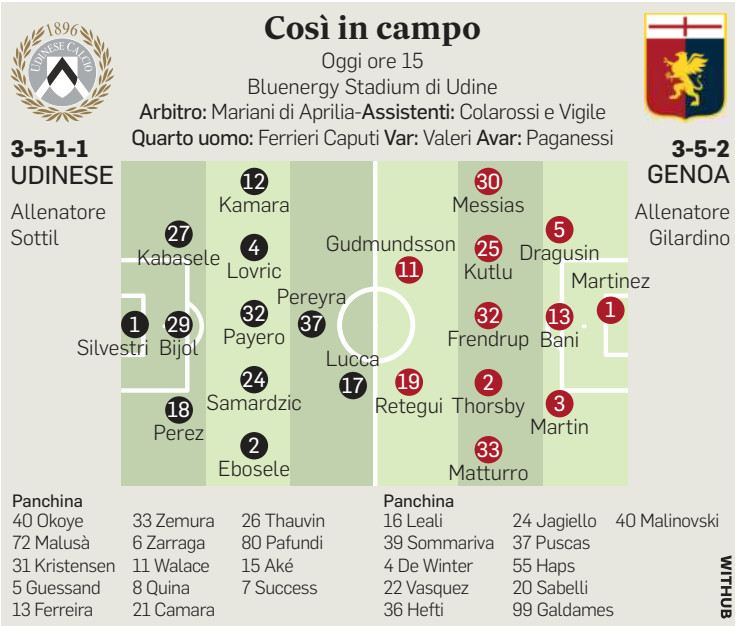 Così in campo
Oggi ore 15
Bluenergy Stadium di Udine
Arbitro: Mariani di Aprilia-Assistenti: Colarossi e Vigile
Quarto uomo: Ferrieri Caputi Var: Valeri Avar: Paganessi
1896
UDINESE CALCIO
3-5-1-1
UDINESE
Allenatore
Sottil
3-5-2
GENOA
Allenatore
Gilardino
1
Silvestri
27
Kabasele
29
Bijol
18
Perez
12
Kamara
4
Lovric
32
Payero
24
Samardzic
2
Ebosele
Pereyra
37
Lucca
17
Gudmundsson
11
19
Retegui
30
Messias
25
Kutlu
32
Frendrup
2
Thorsby
33
Matturro
5
Dragusin
13
Bani
3
Martin
Martinez
1
Panchina
40 Okoye
72 Malusà
31 Kristensen
5 Guessand
13 Ferreira
33 Zemura
6 Zarraga
11 Walace
8 Quina
21 Camara
26 Thauvin
80 Pafundi
15 Aké
7 Success
Panchina
16 Leali
39 Sommariva
4 De Winter
22 Vasquez
36 Hefti
24 Jagiello
37 Puscas
55 Haps
20 Sabelli
99 Galdames
40 Malinovski
WITHUB